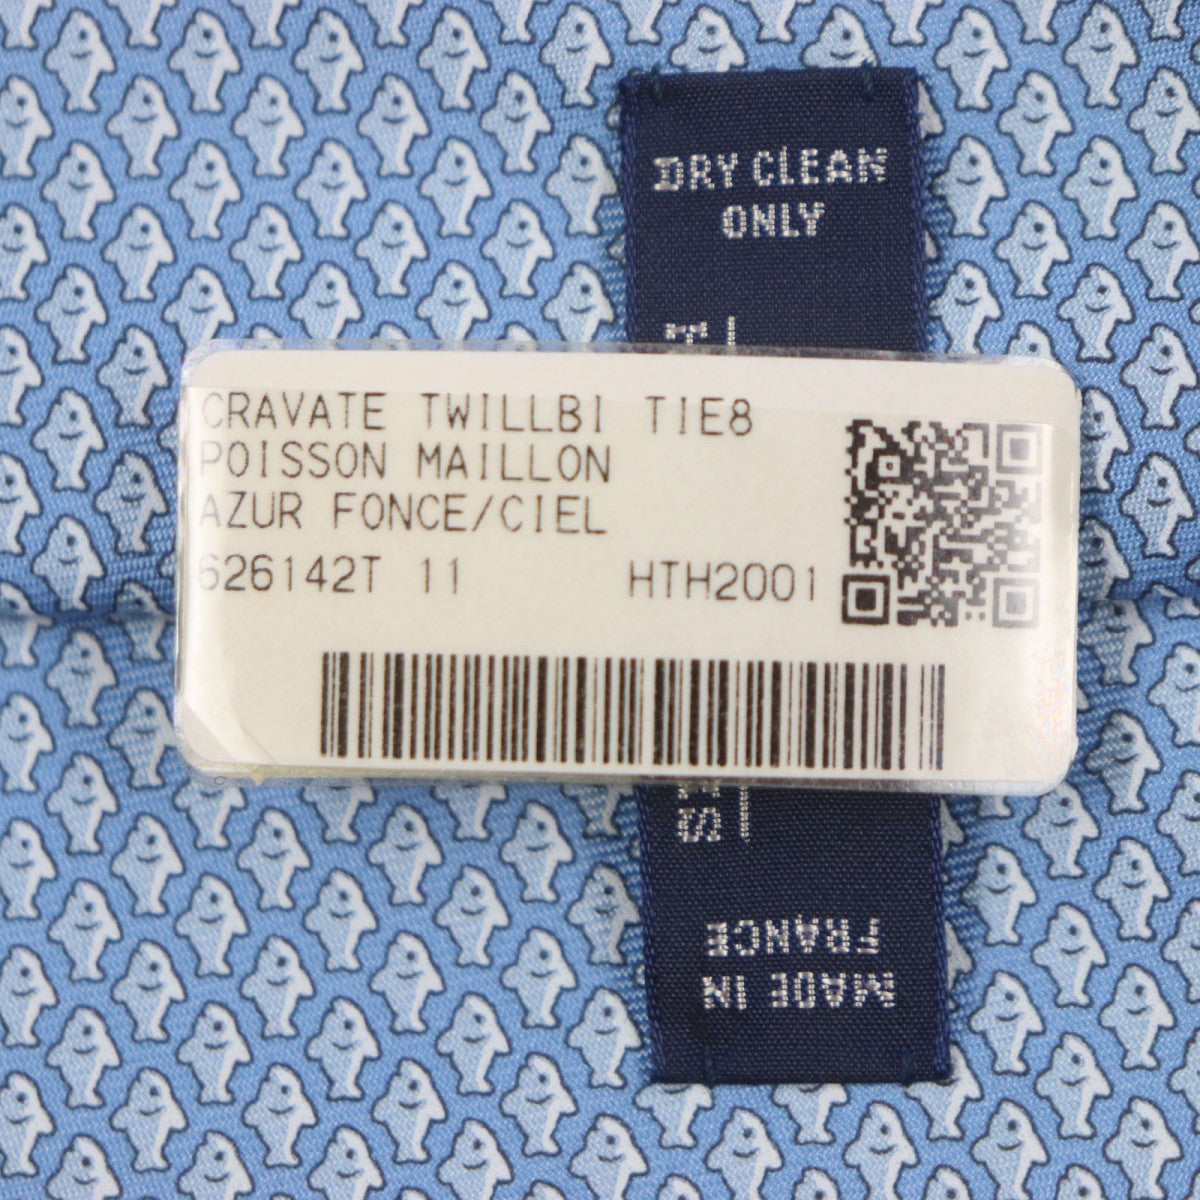 DRY CLEAN
ONLY
CRAVATE TWILLBI TIE8
POISSON MAILLON
AZUR FONCE/CIEL
626142T 11 HTH2001
MADE IN
FRANCE